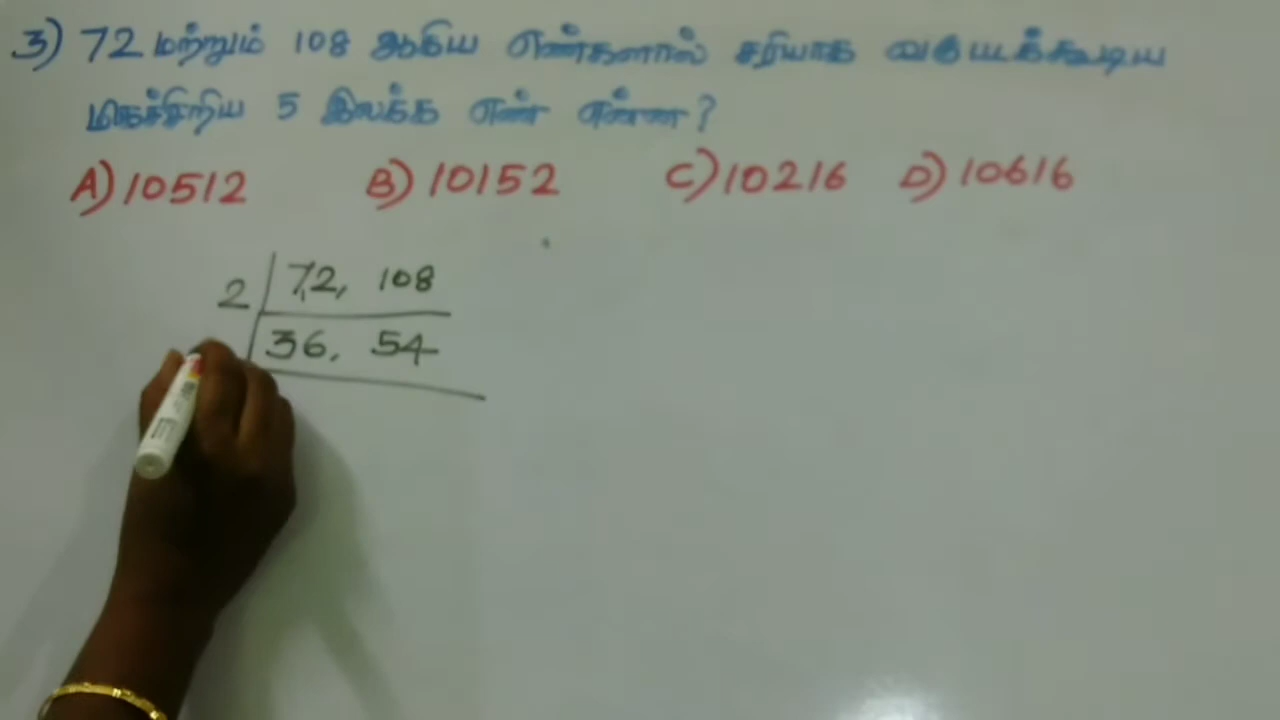 3) 72 மற்றும் 108 ஆகிய எண்களால் சரியாக வகுபடக்கூடிய
மிகச்சிறிய 5 இலக்க எண் என்ன?
A) 10512 B) 10152 C) 10216 D) 10616
2 72, 108
36, 54